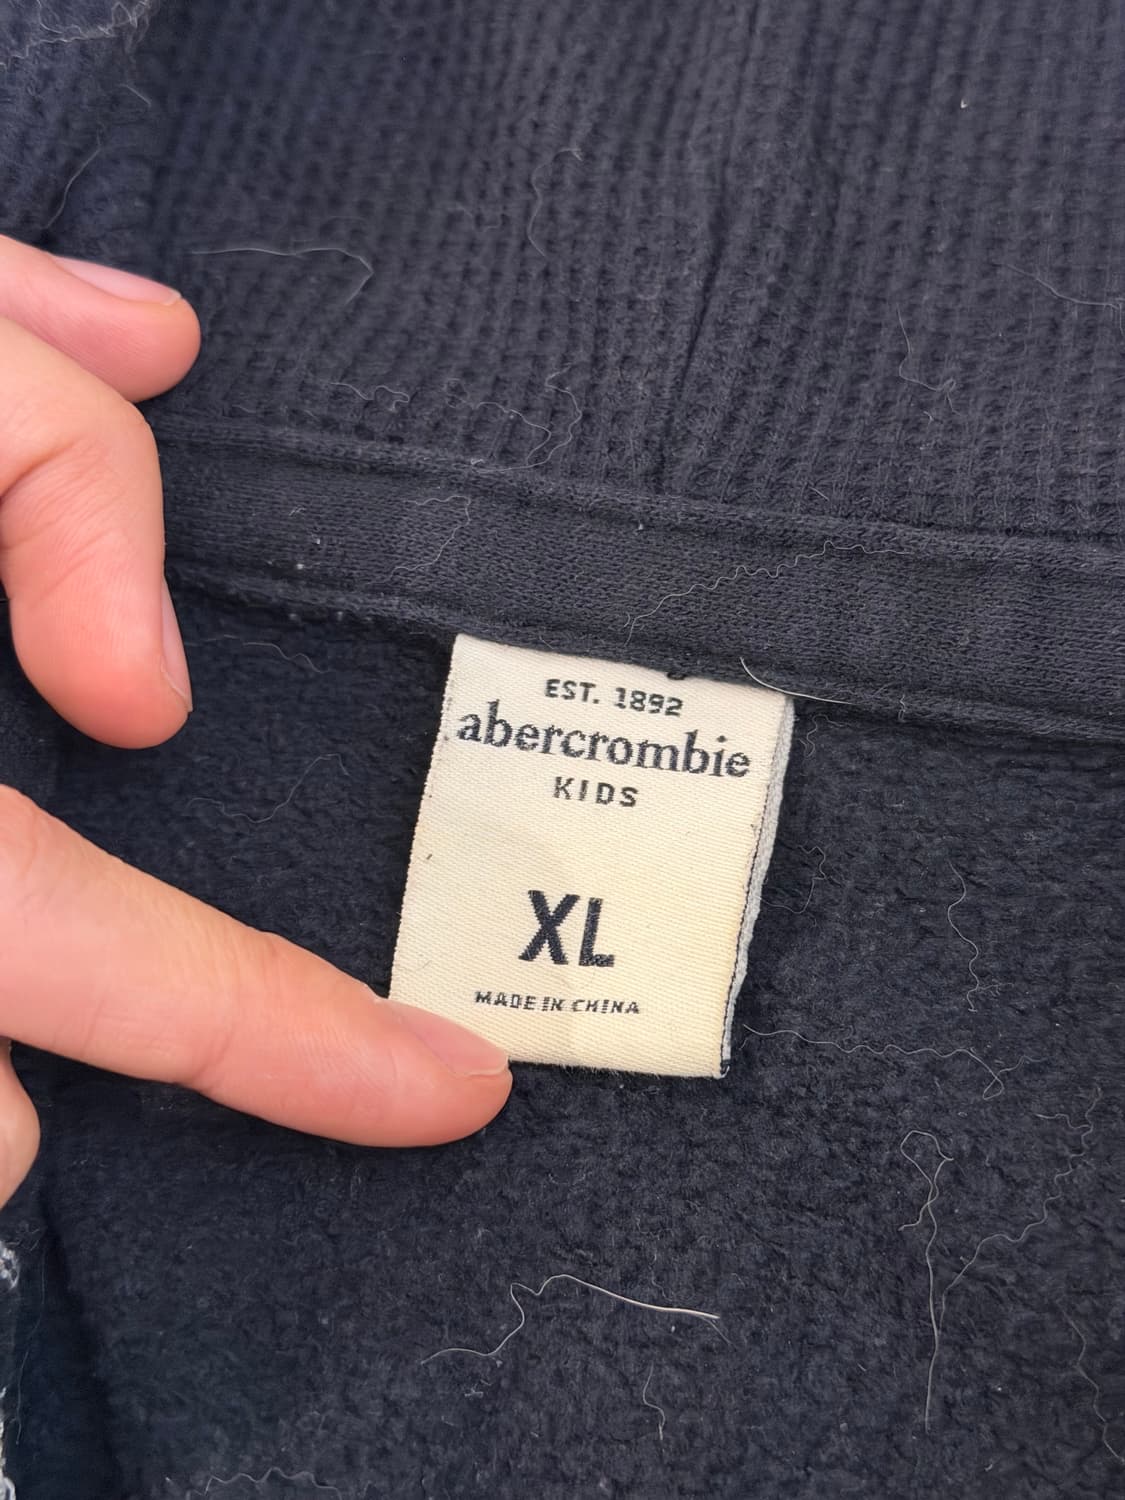 EST. 1892
abercrombie
KIDS
XL
MADE IN CHINA